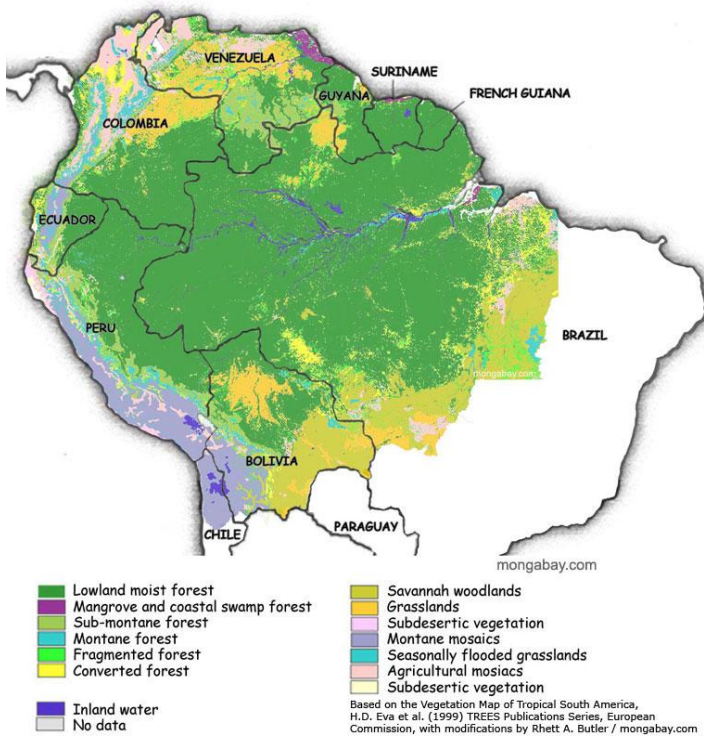 VENEZUELA
SURINAME
GUYANA
FRENCH GUIANA
COLOMBIA
ECUADOR
PERU
BRAZIL
mongabay.com
BOLIVIA
PARAGUAY
CHILE
mongabay.com
Lowland moist forest
Mangrove and coastal swamp forest
Sub-montane forest
Montane forest
Fragmented forest
Converted forest
Inland water
No data
Savannah woodlands
Grasslands
Subdesertic vegetation
Montane mosaics
Seasonally flooded grasslands
Agricultural mosiacs
Subdesertic vegetation
Based on the Vegetation Map of Tropical South America,
H.D. Eva et al. (1999) TREES Publications Series, European
Commission, with modifications by Rhett A. Butler / mongabay.com